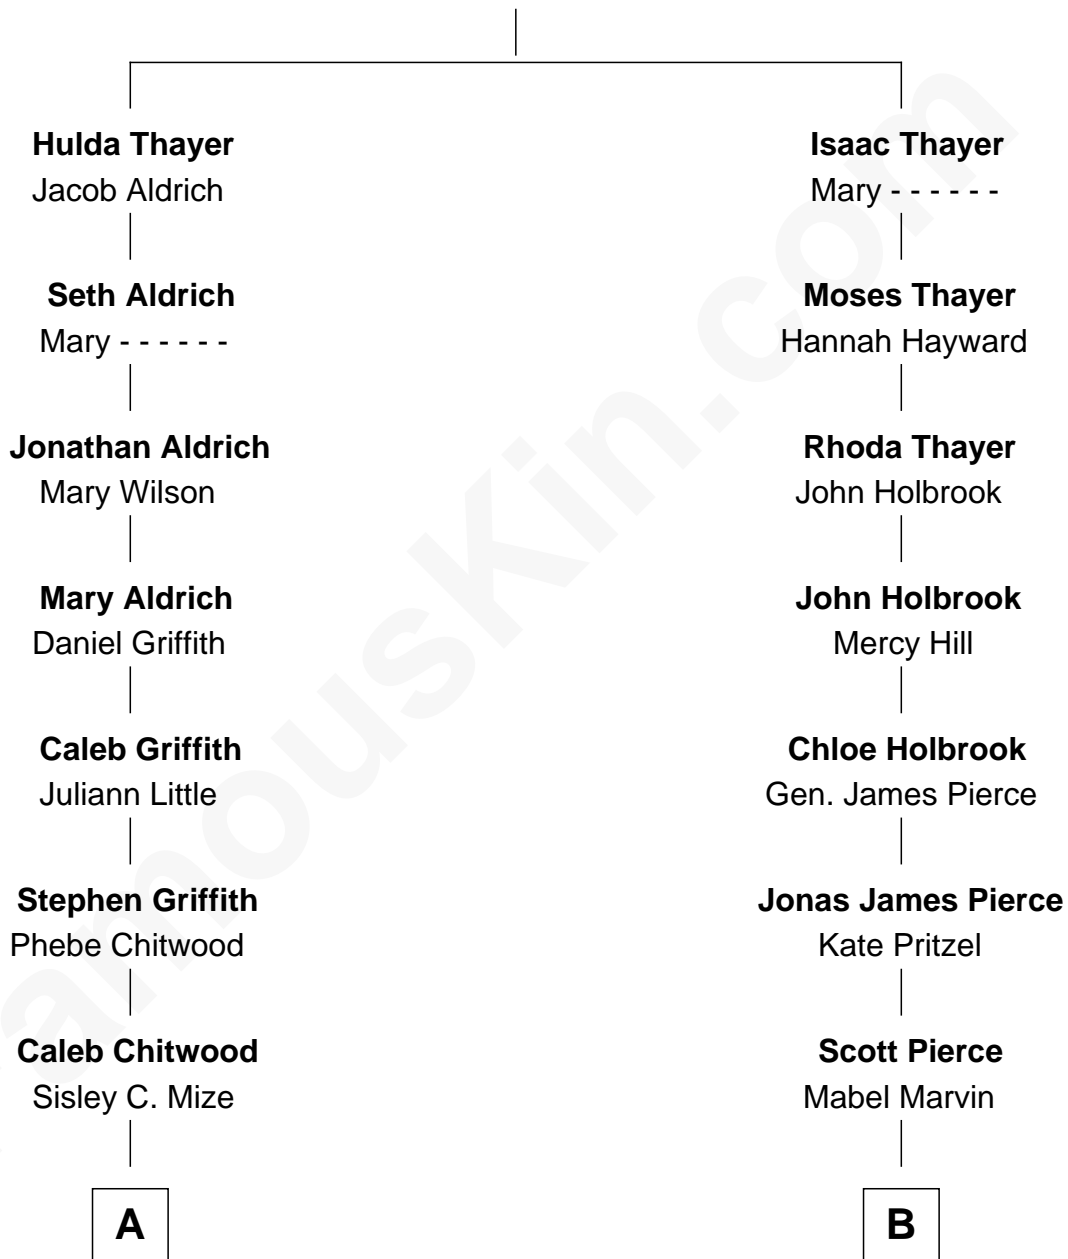 Hulda Thayer
Jacob Aldrich
Seth Aldrich
Mary - - - - - -
Jonathan Aldrich
Mary Wilson
Mary Aldrich
Daniel Griffith
Caleb Griffith
Juliann Little
Stephen Griffith
Phebe Chitwood
Caleb Chitwood
Sisley C. Mize
A
Isaac Thayer
Mary - - - - - -
Moses Thayer
Hannah Hayward
Rhoda Thayer
John Holbrook
John Holbrook
Mercy Hill
Chloe Holbrook
Gen. James Pierce
Jonas James Pierce
Kate Pritzel
Scott Pierce
Mabel Marvin
B
amouskin.com